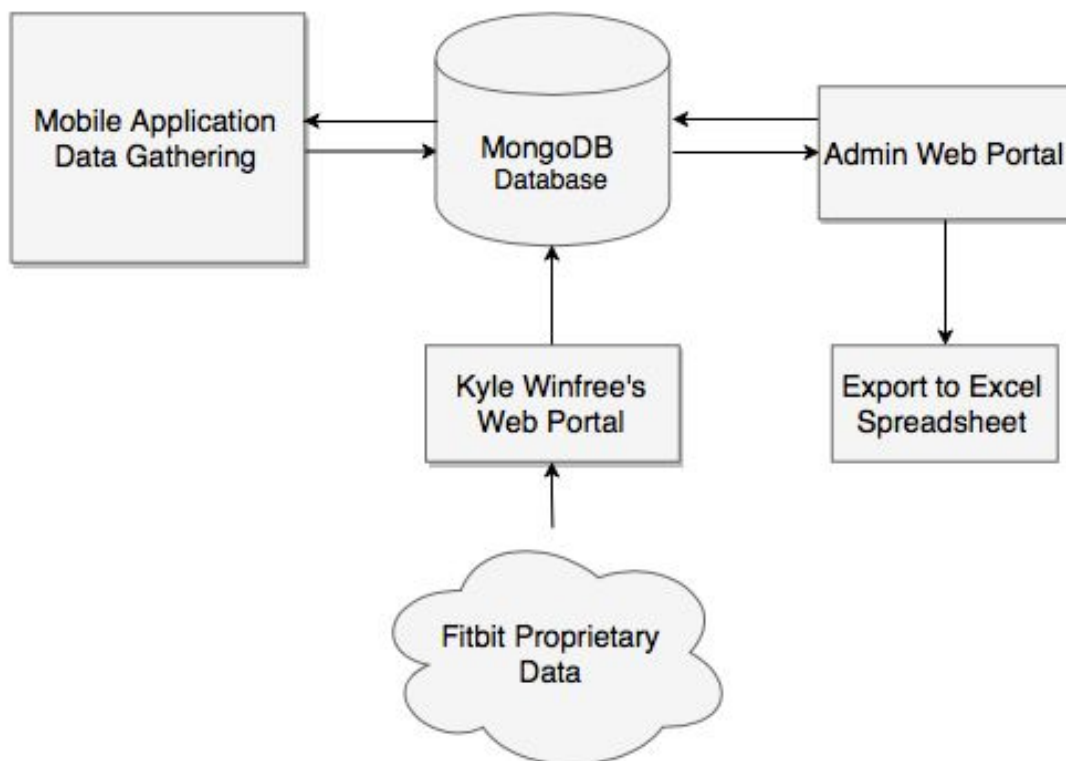 Mobile Application
Data Gathering
MongoDB
Database
Admin Web Portal
Kyle Winfree's
Web Portal
Export to Excel
Spreadsheet
Fitbit Proprietary
Data